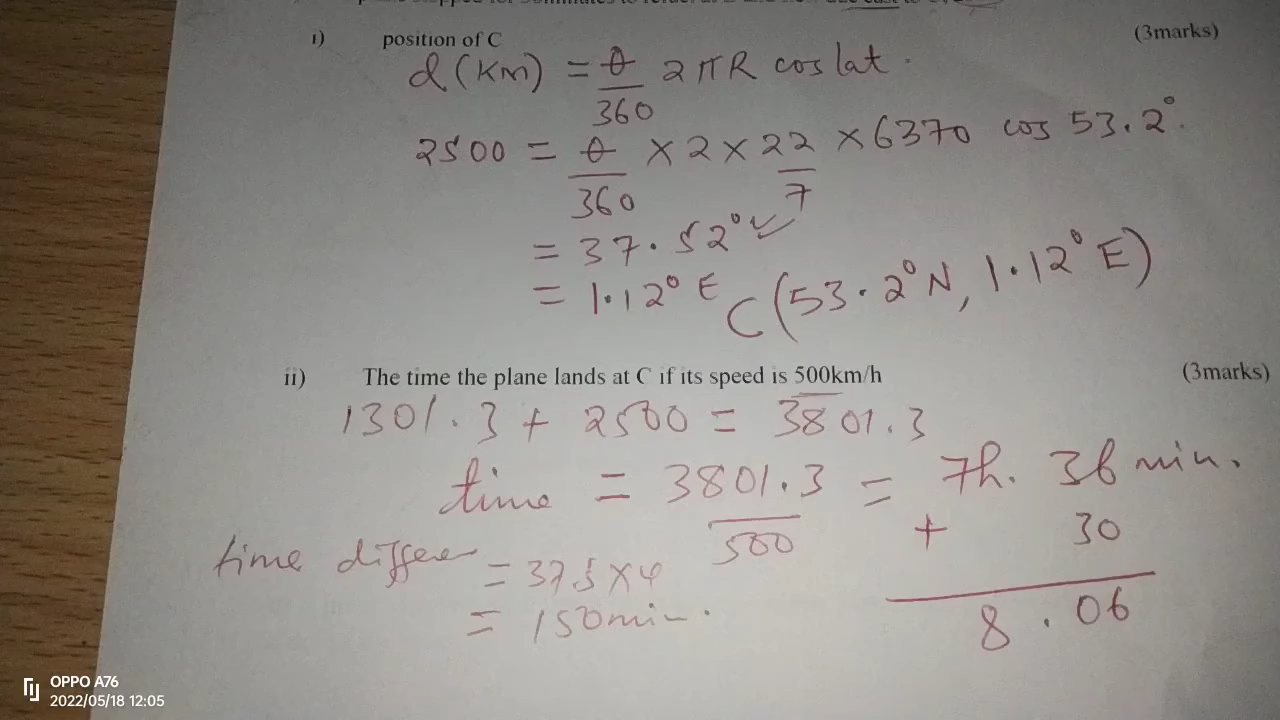 i) position of C (3marks)
d (Km) = θ/360 2πR cos lat.
2500 = θ/360 × 2 × 22/7 × 6370 cos 53.2°.
= 37.52°
= 1.12° E C(53.2°N, 1.12°E)
ii) The time the plane lands at C if its speed is 500km/h (3marks)
1301.3 + 2500 = 3801.3
time = 3801.3/500 = 7h. 36 min.
+ 30
8.06
time differen
= 37.5 × 4
= 150min.
OPPO A76
2022/05/18 12:05